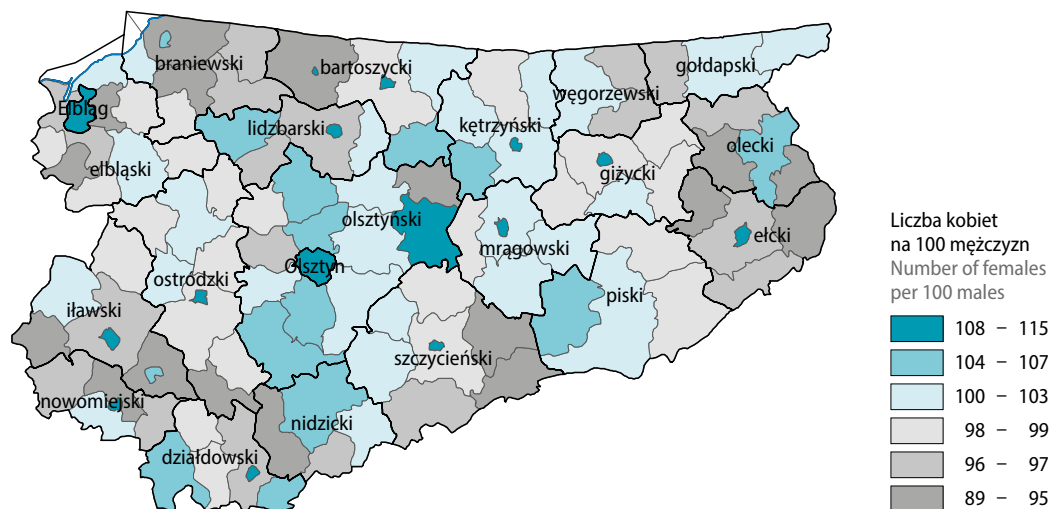 braniewski
bartoszycki
gołdapski
węgorzewski
Elbląg
lidzbarski
kętrzyński
olecki
elbląski
giżycki
olsztyński
mrągowski
ełcki
Olsztyn
ostródzki
piski
iławski
szczycieński
nowomiejski
nidzicki
działdowski
Liczba kobiet
na 100 mężczyzn
Number of females
per 100 males
108 – 115
104 – 107
100 – 103
98 – 99
96 – 97
89 – 95